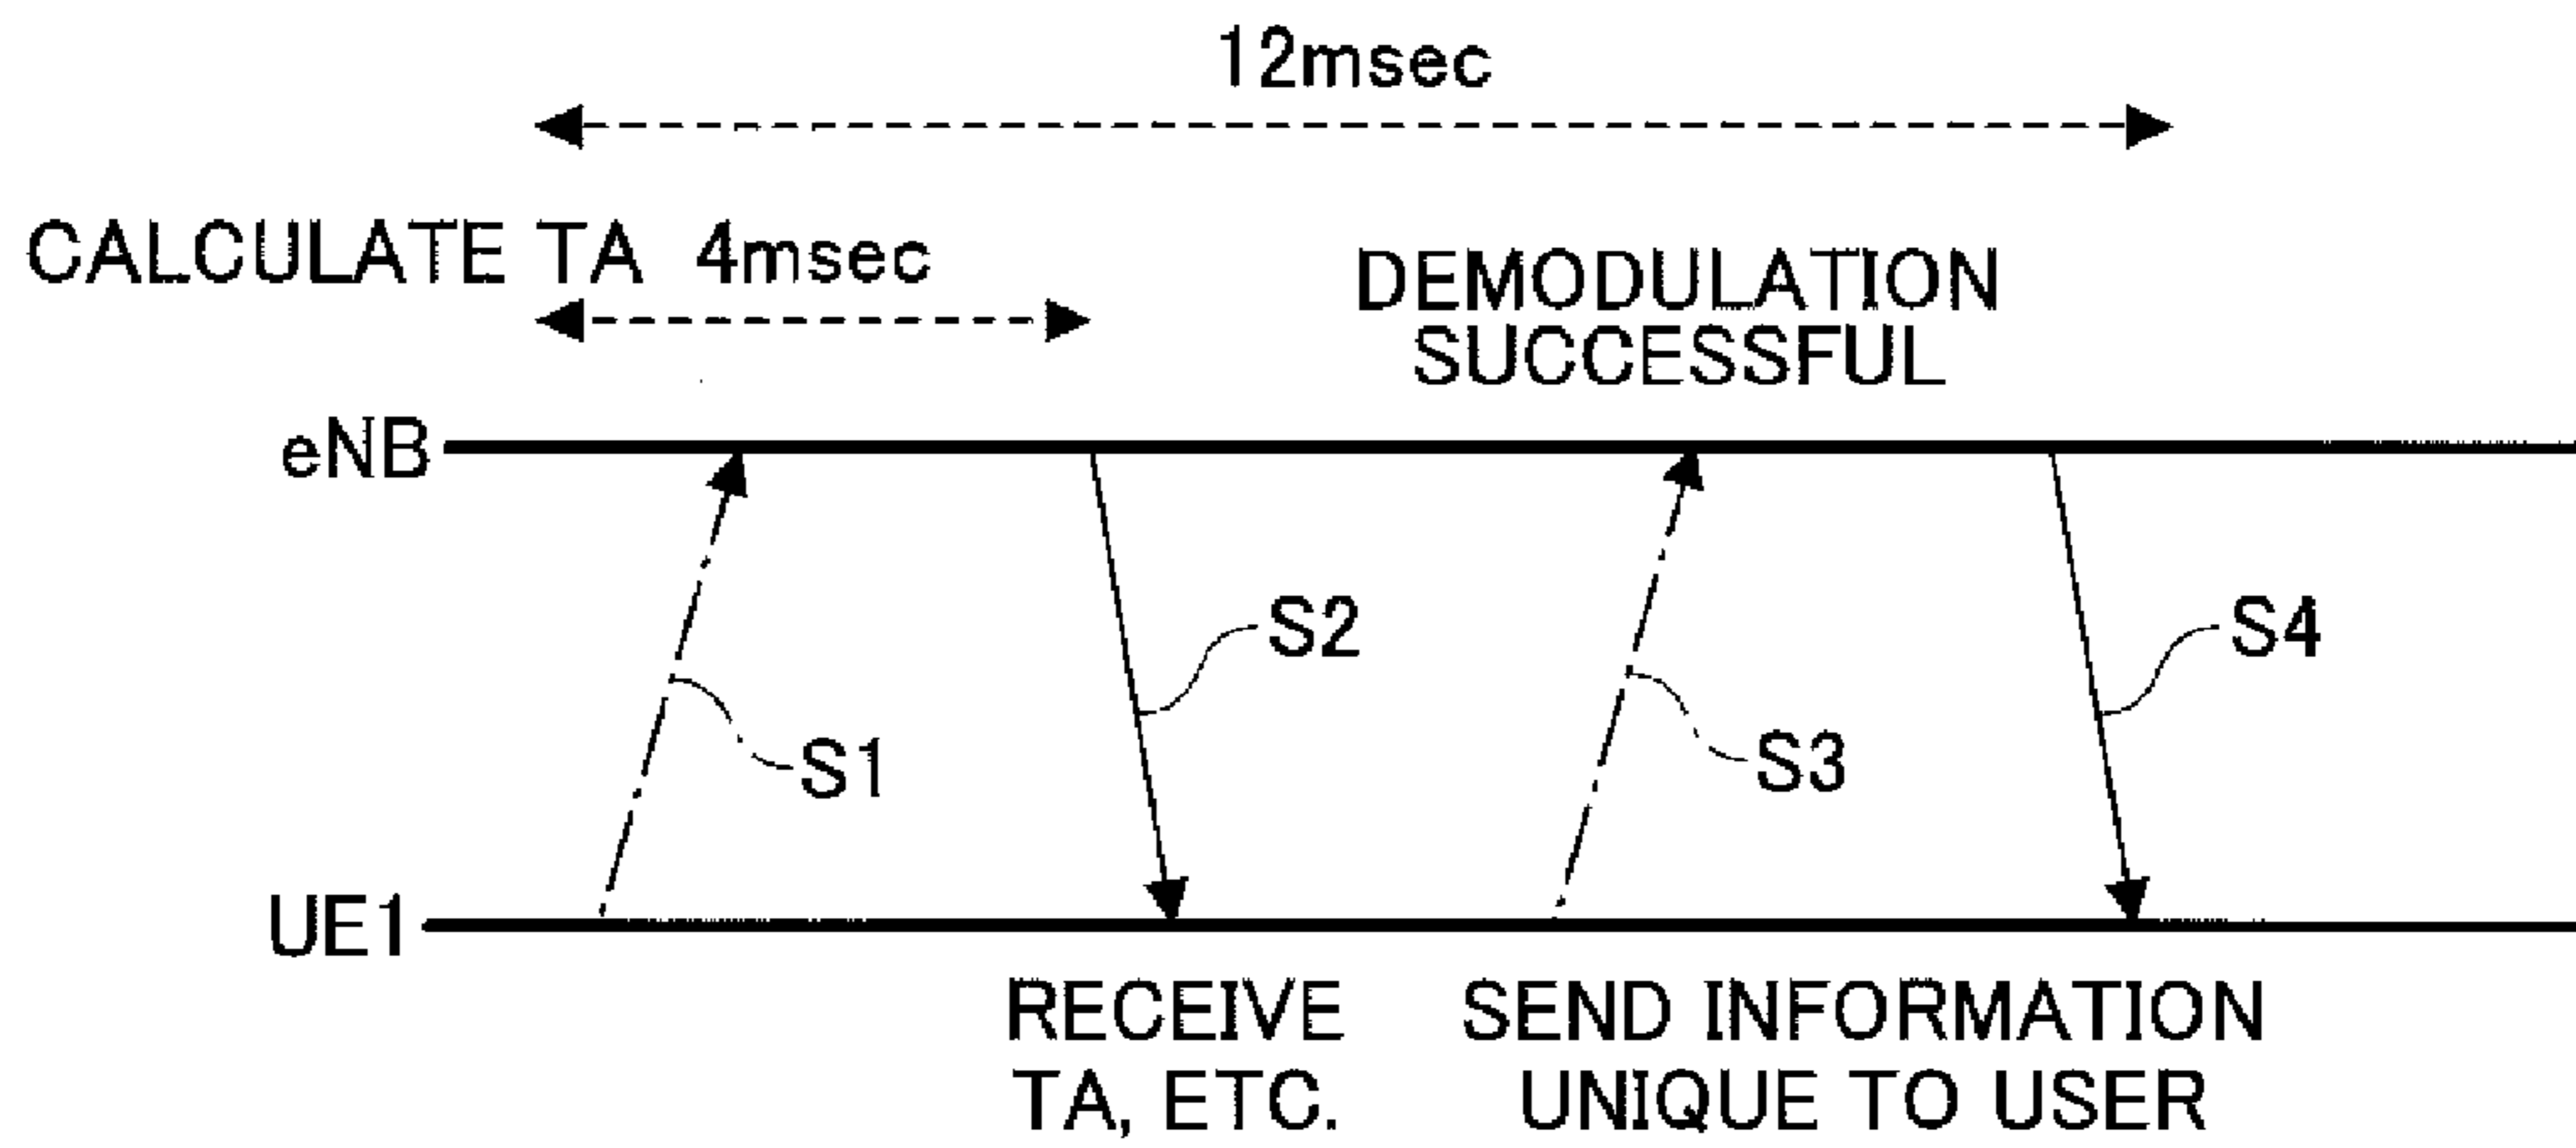 12msec
CALCULATE TA 4msec
DEMODULATION
SUCCESSFUL
eNB
S2
S4
S1
S3
UE1
RECEIVE
TA, ETC.
SEND INFORMATION
UNIQUE TO USER